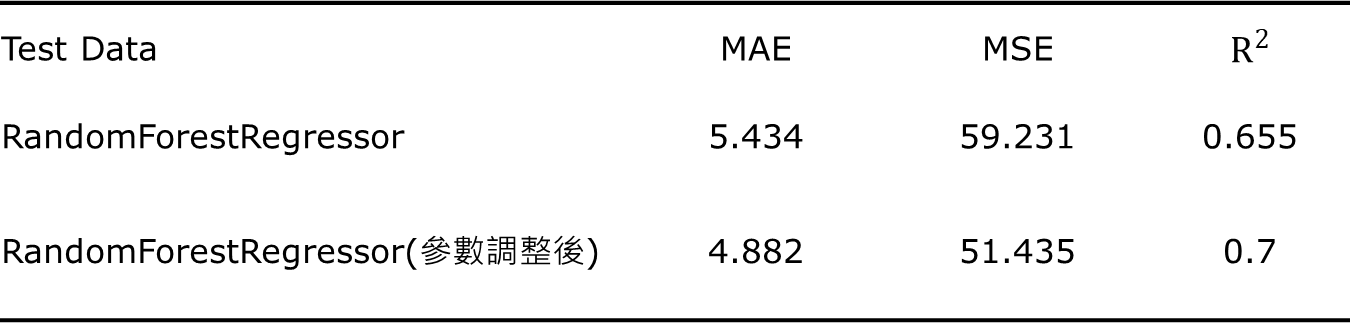 Test Data MAE MSE R²
RandomForestRegressor 5.434 59.231 0.655
RandomForestRegressor(參數調整後) 4.882 51.435 0.7